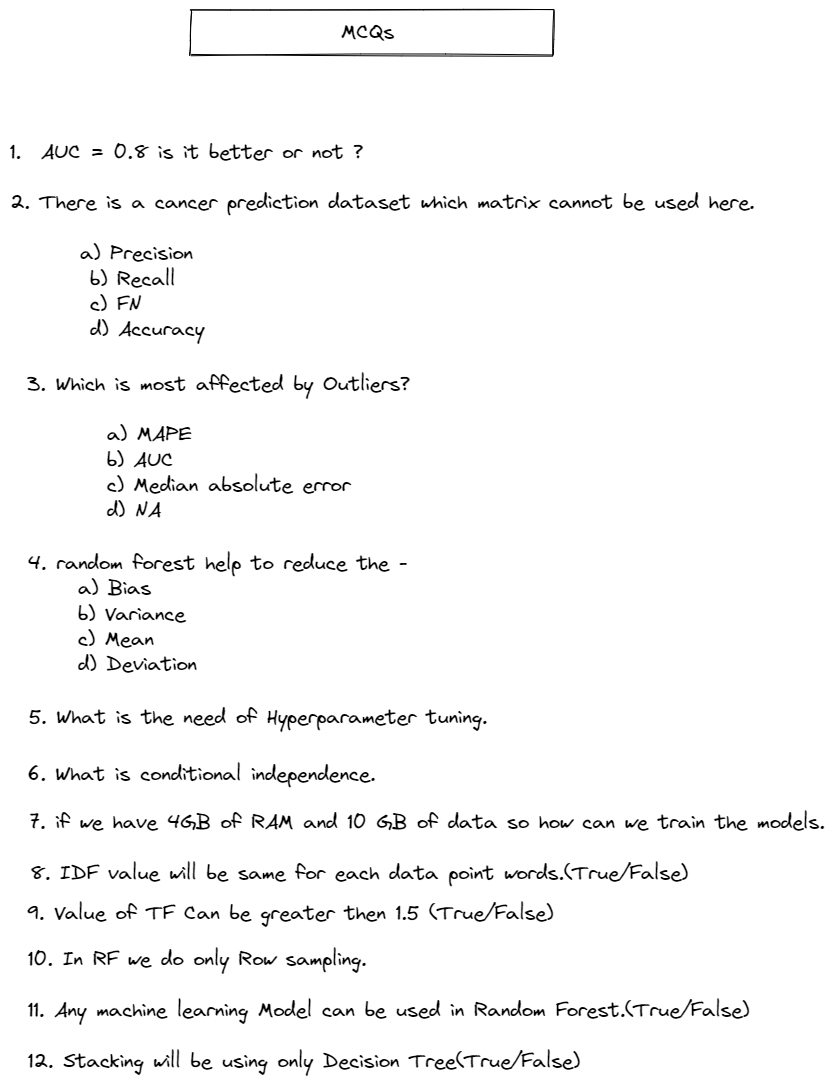 MCQs
1. AUC = 0.8 is it better or not ?
2. There is a cancer prediction dataset which matrix cannot be used here.
a) Precision
b) Recall
c) FN
d) Accuracy
3. Which is most affected by Outliers?
a) MAPE
b) AUC
c) Median absolute error
d) NA
4. random forest help to reduce the -
a) Bias
b) Variance
c) Mean
d) Deviation
5. What is the need of Hyperparameter tuning.
6. What is conditional independence.
7. if we have 4GB of RAM and 10 GB of data so how can we train the models.
8. IDF value will be same for each data point words.(True/False)
9. Value of TF Can be greater then 1.5 (True/False)
10. In RF we do only Row sampling.
11. Any machine learning Model can be used in Random Forest.(True/False)
12. Stacking will be using only Decision Tree(True/False)